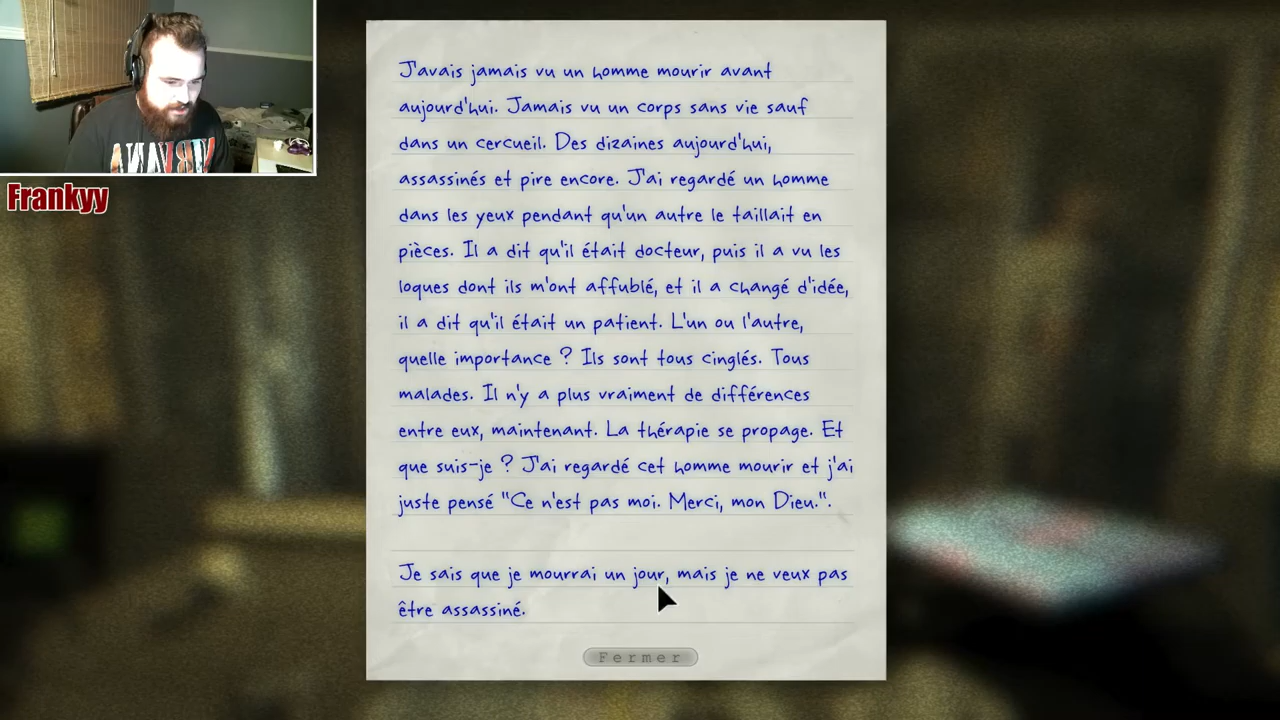 J'avais jamais vu un homme mourir avant
aujourd'hui. Jamais vu un corps sans vie sauf
dans un cercueil. Des dizaines aujourd'hui,
assassinés et pire encore. J'ai regardé un homme
dans les yeux pendant qu'un autre le taillait en
pièces. Il a dit qu'il était docteur, puis il a vu les
loques dont ils m'ont affublé, et il a changé d'idée,
il a dit qu'il était un patient. L'un ou l'autre,
quelle importance ? Ils sont tous cinglés. Tous
malades. Il n'y a plus vraiment de différences
entre eux, maintenant. La thérapie se propage. Et
que suis-je ? J'ai regardé cet homme mourir et j'ai
juste pensé "Ce n'est pas moi. Merci, mon Dieu.".
Je sais que je mourrai un jour, mais je ne veux pas
être assassiné.
Fermer
Frankyy